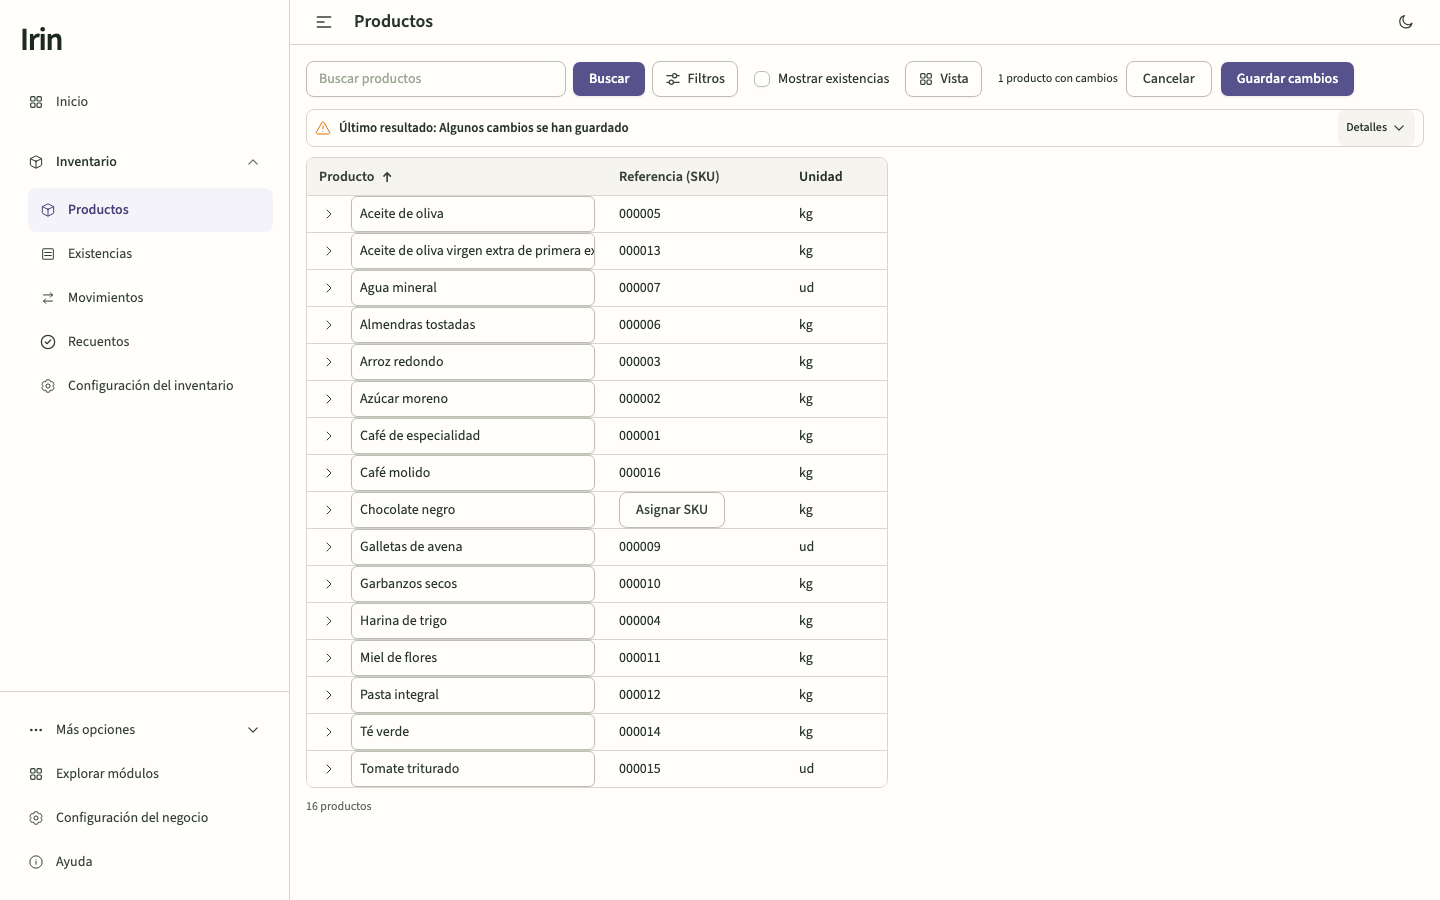 Irin
Inicio
Inventario
Productos
Existencias
Movimientos
Recuentos
Configuración del inventario
Más opciones
Explorar módulos
Configuración del negocio
Ayuda
Productos
Buscar productos
Buscar
Filtros
Mostrar existencias
Vista
1 producto con cambios
Cancelar
Guardar cambios
Último resultado: Algunos cambios se han guardado
Detalles
Producto Referencia (SKU) Unidad
Aceite de oliva 000005 kg
Aceite de oliva virgen extra de primera ex 000013 kg
Agua mineral 000007 ud
Almendras tostadas 000006 kg
Arroz redondo 000003 kg
Azúcar moreno 000002 kg
Café de especialidad 000001 kg
Café molido 000016 kg
Chocolate negro Asignar SKU kg
Galletas de avena 000009 ud
Garbanzos secos 000010 kg
Harina de trigo 000004 kg
Miel de flores 000011 kg
Pasta integral 000012 kg
Té verde 000014 kg
Tomate triturado 000015 ud
16 productos